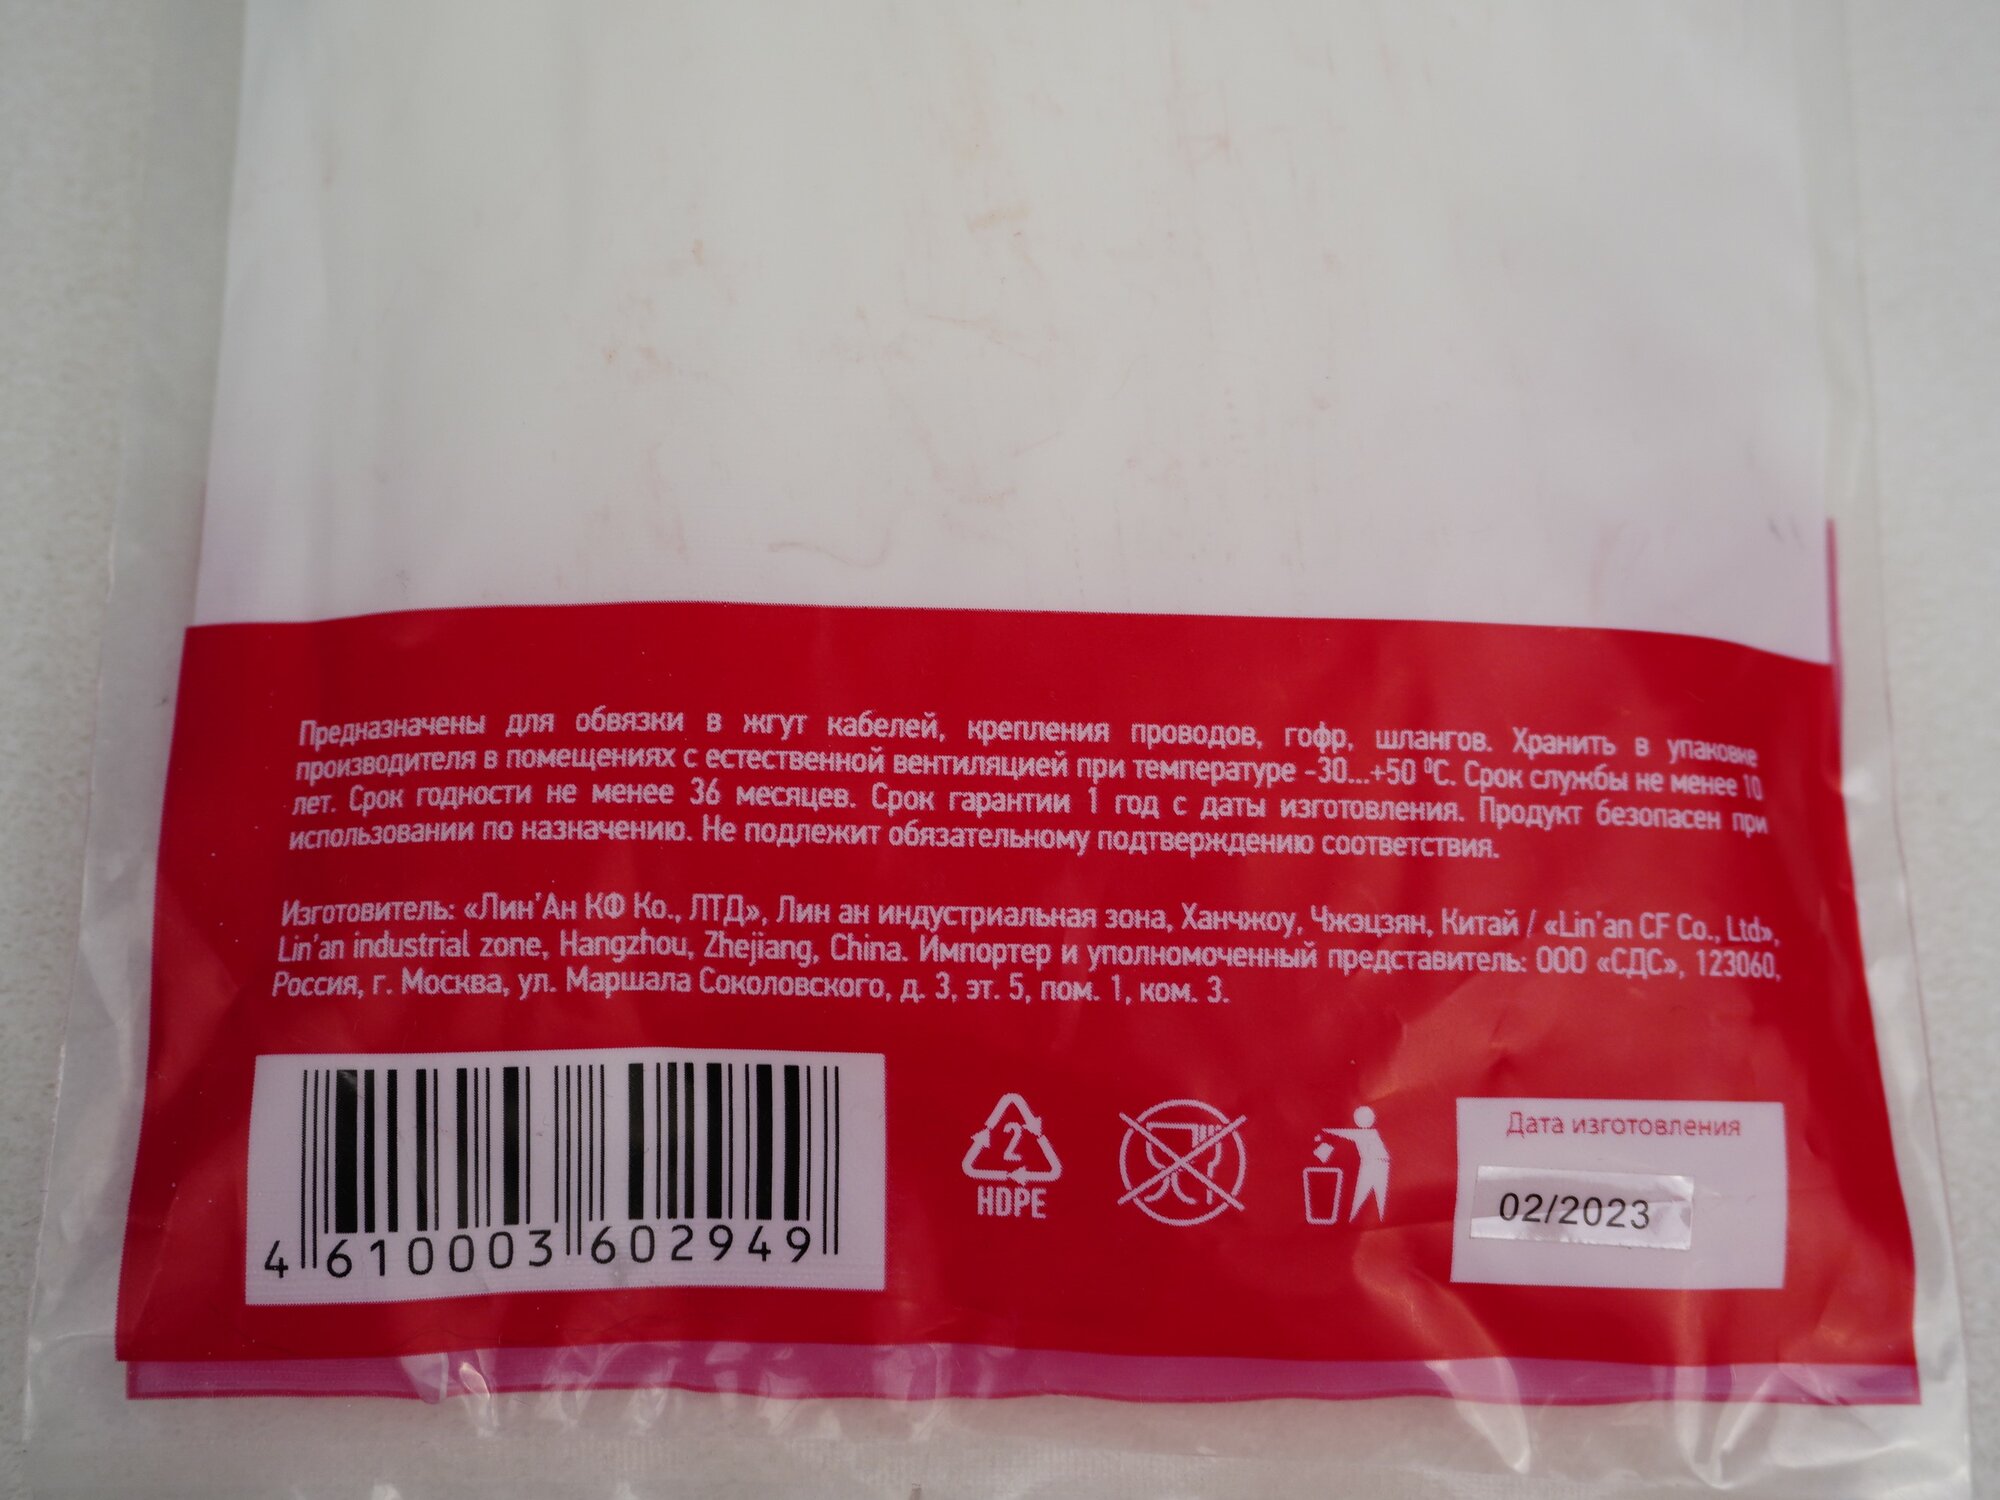 Предназначены для обвязки в жгут кабелей, крепления проводов, гофр, шлангов. Хранить в упаковке
производителя в помещениях с естественной вентиляцией при температуре -30...+50 ⁰С. Срок службы не менее 10
лет. Срок годности не менее 36 месяцев. Срок гарантии 1 год с даты изготовления. Продукт безопасен при
использовании по назначению. Не подлежит обязательному подтверждению соответствия.
Изготовитель: «Лин'Ан КФ Ко., ЛТД», Лин ан индустриальная зона, Ханчжоу, Чжэцзян, Китай / «Lin'an CF Co., Ltd»,
Lin'an industrial zone, Hangzhou, Zhejiang, China. Импортер и уполномоченный представитель: ООО «СДС», 123060,
Россия, г. Москва, ул. Маршала Соколовского, д. 3, эт. 5, пом. 1, ком. 3.
4 610003 602949
2
HDPE
Дата изготовления
02/2023